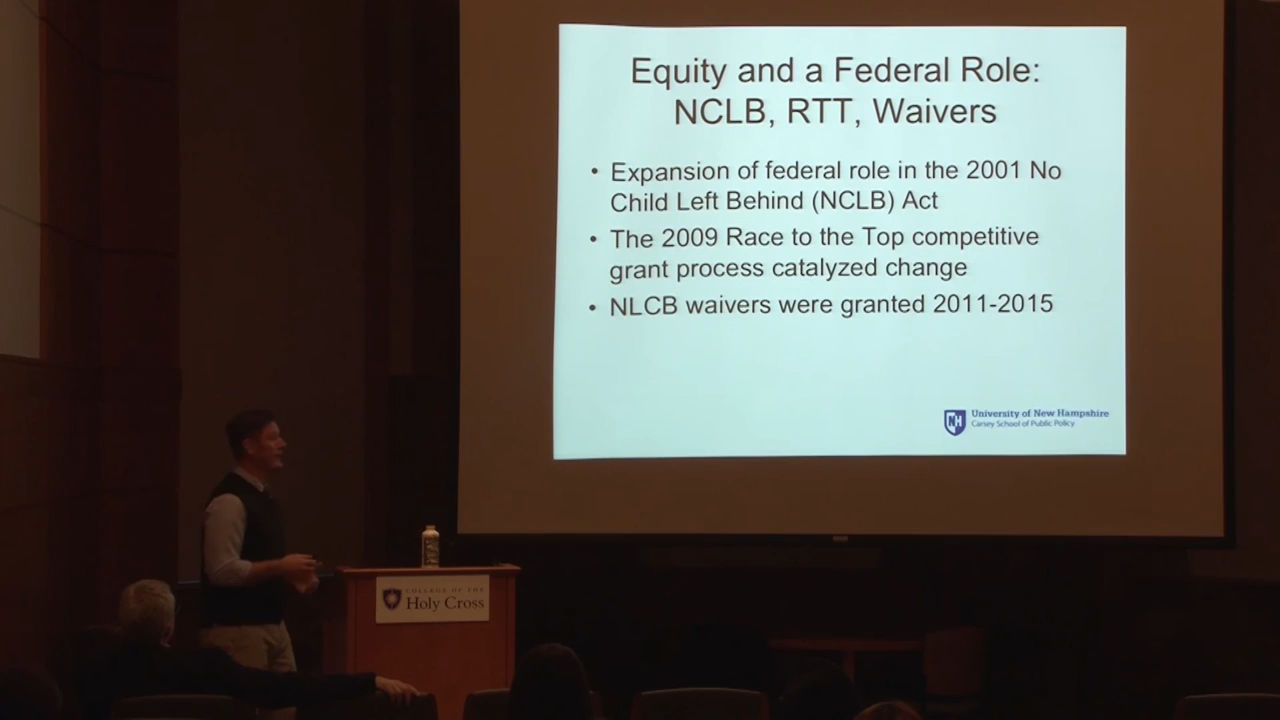 Equity and a Federal Role:
NCLB, RTT, Waivers
• Expansion of federal role in the 2001 No
Child Left Behind (NCLB) Act
• The 2009 Race to the Top competitive
grant process catalyzed change
• NLCB waivers were granted 2011-2015
NH
University of New Hampshire
Carsey School of Public Policy
COLLEGE OF THE
Holy Cross